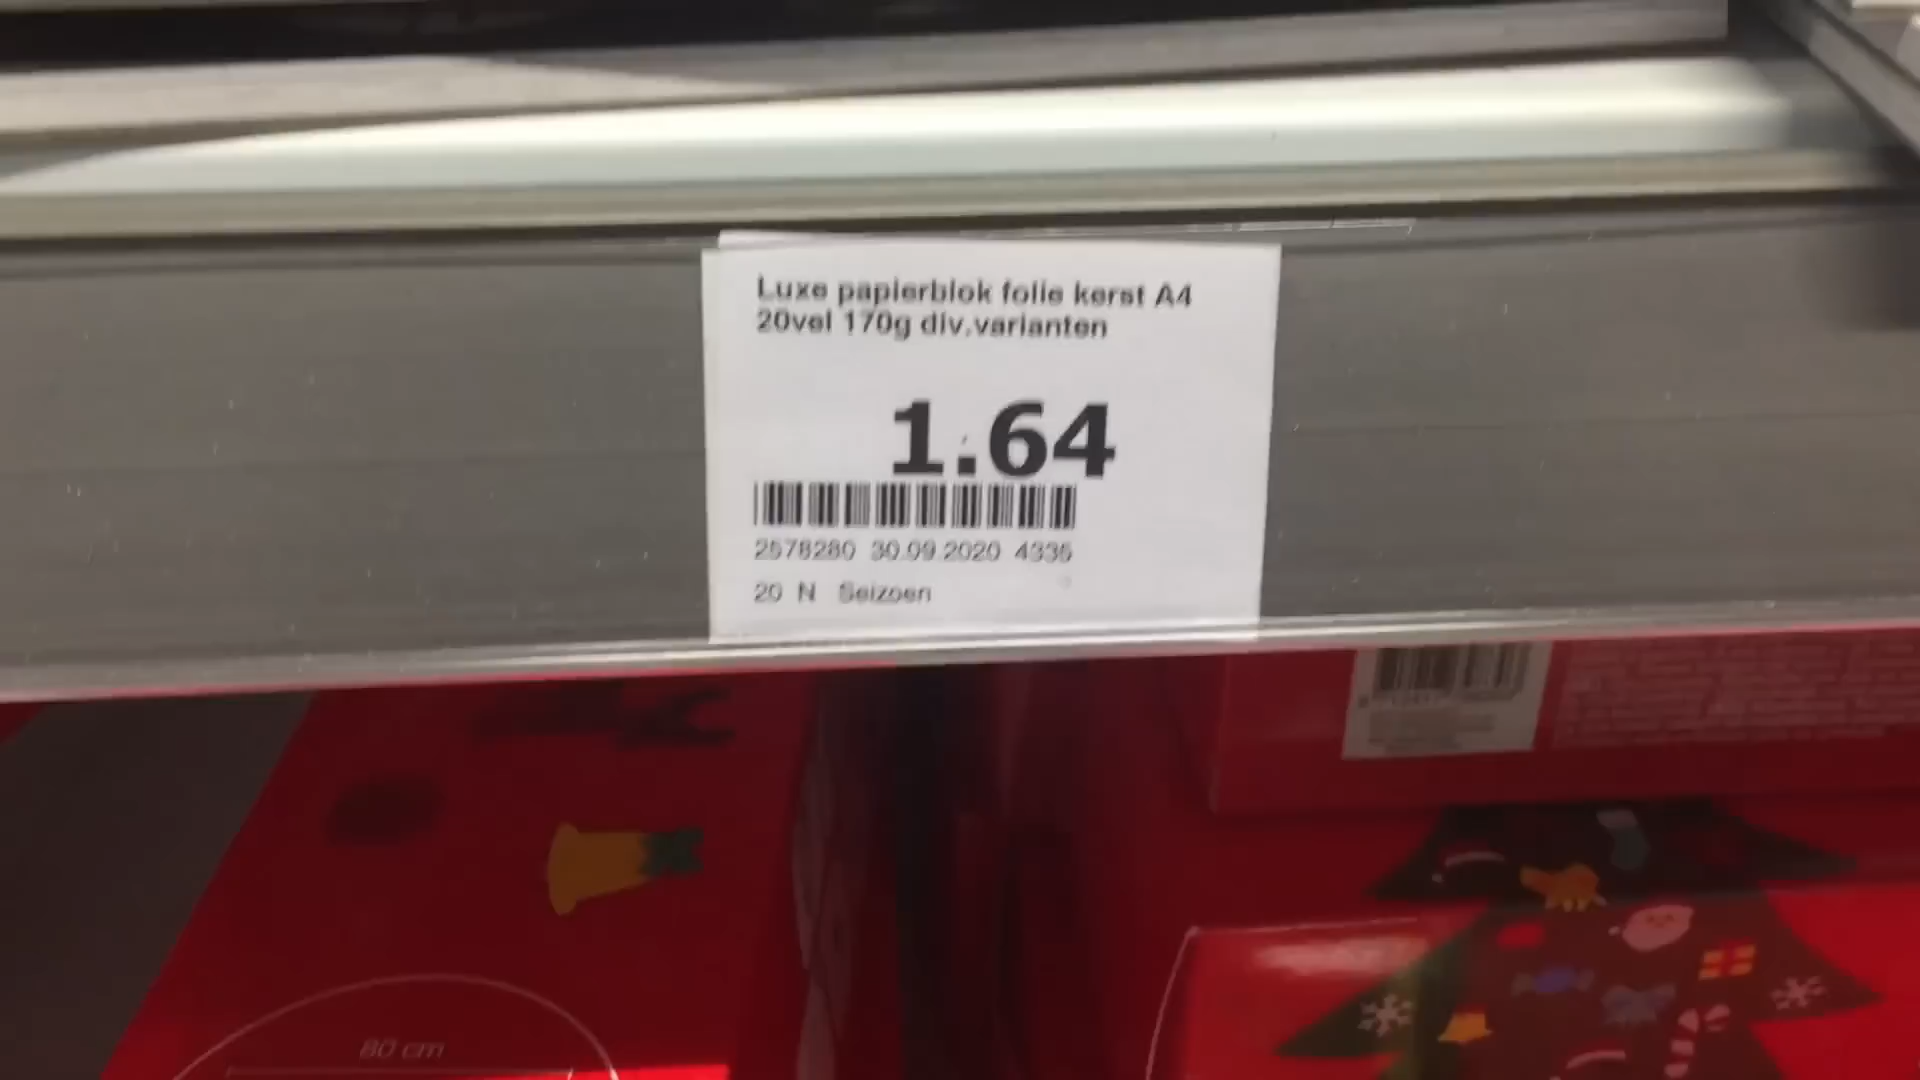 Luxe papierblok folie kerst A4
20vel 170g div.varianten
1.64
2578280 30.09.2020 4335
20 N Seizoen
80 cm